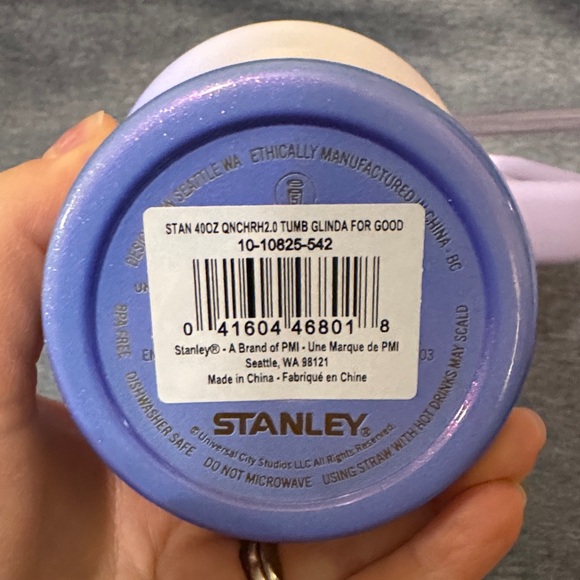 DESIGNED IN SEATTLE WA ETHICALLY MANUFACTURED IN CHINA · BC
STAN 40OZ QNCHRH2.0 TUMB GLINDA FOR GOOD
10-10825-542
0 41604 46801 8
Stanley® - A Brand of PMI - Une Marque de PMI
Seattle, WA 98121
Made in China - Fabriqué en Chine
BPA FREE
03
STANLEY®
©Universal City Studios LLC All Rights Reserved.
DISHWASHER SAFE DO NOT MICROWAVE USING STRAW WITH HOT DRINKS MAY SCALD